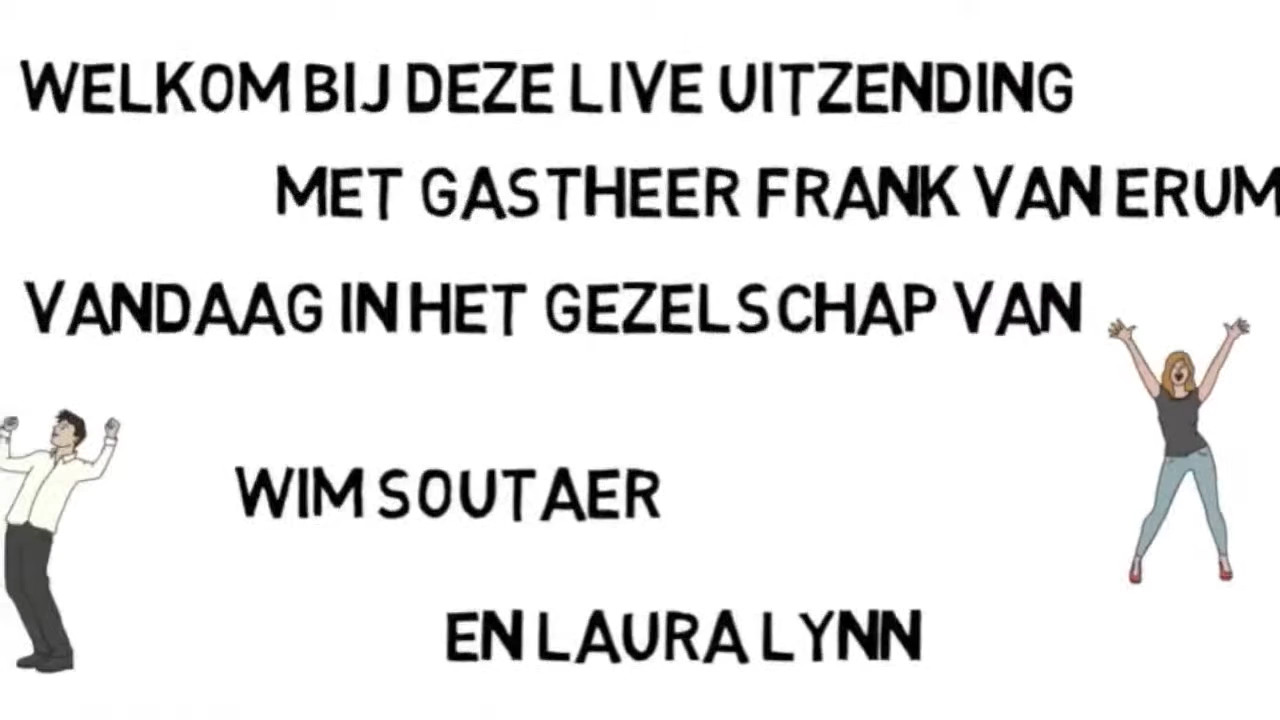 WELKOM BIJ DEZE LIVE UITZENDING
MET GASTHEER FRANK VAN ERUM
VANDAAG IN HET GEZELSCHAP VAN
WIM SOUTAER
EN LAURA LYNN